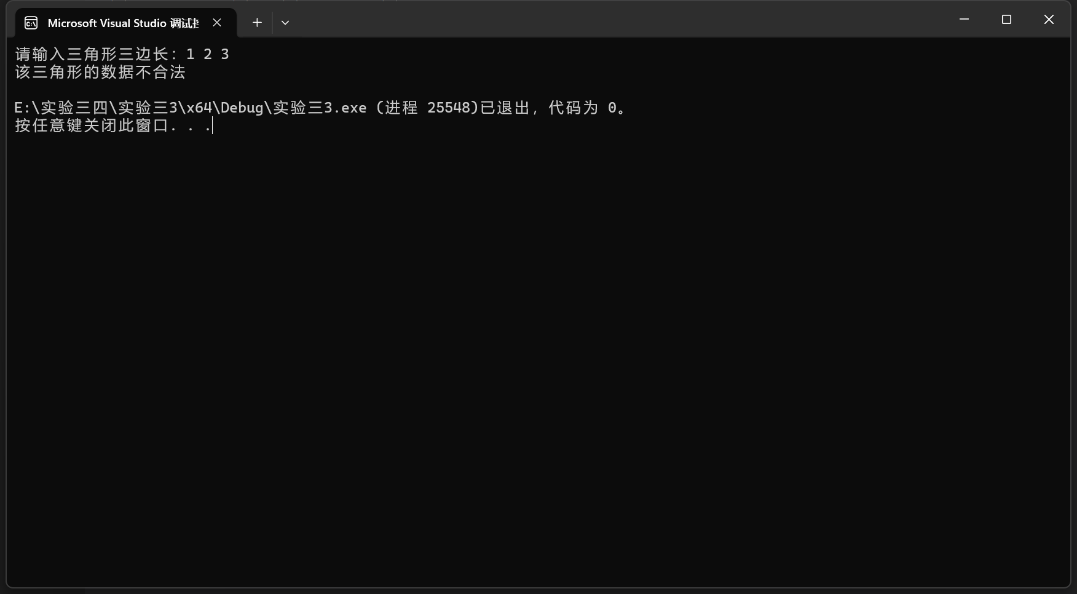 Microsoft Visual Studio 调试
请输入三角形三边长：1 2 3
该三角形的数据不合法
E:\实验三四\实验三3\x64\Debug\实验三3.exe (进程 25548)已退出，代码为 0。
按任意键关闭此窗口. . .